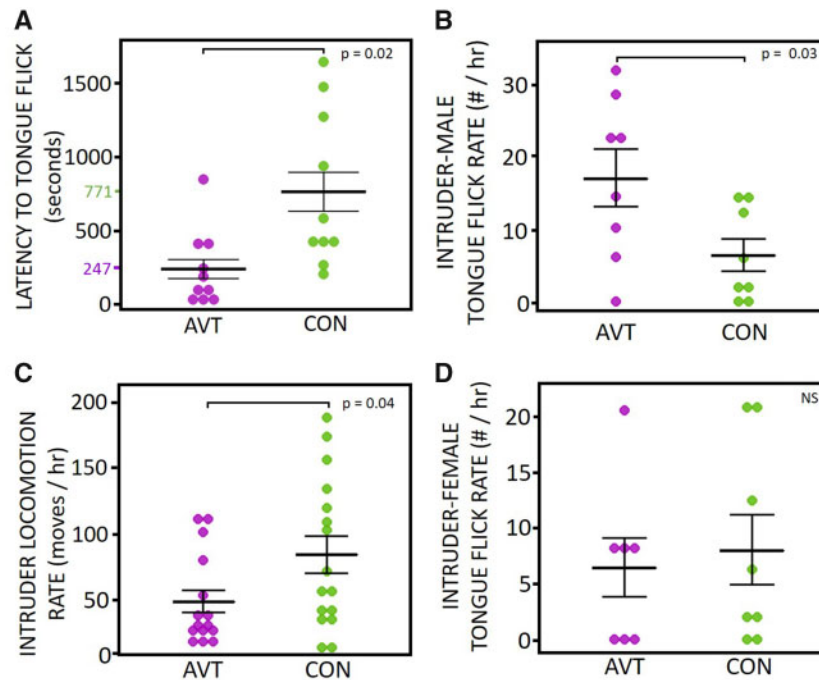 A
LATENCY TO TONGUE FLICK
(seconds)
p = 0.02
1500
1000
771
500
247
0
AVT CON
B
INTRUDER-MALE
TONGUE FLICK RATE (# / hr)
p = 0.03
30
20
10
0
AVT CON
C
INTRUDER LOCOMOTION
RATE (moves / hr)
p = 0.04
200
150
100
50
0
AVT CON
D
INTRUDER-FEMALE
TONGUE FLICK RATE (# / hr)
NS
20
15
10
5
0
AVT CON